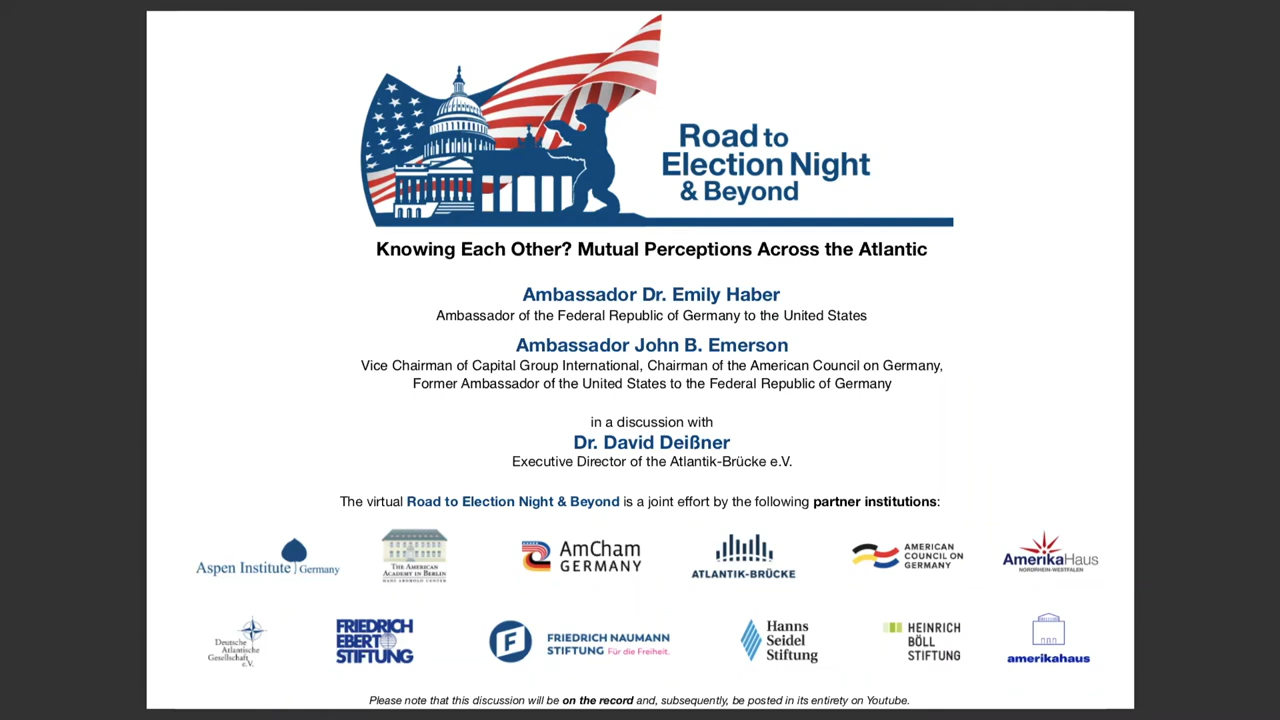 Road to
Election Night
& Beyond
Knowing Each Other? Mutual Perceptions Across the Atlantic
Ambassador Dr. Emily Haber
Ambassador of the Federal Republic of Germany to the United States
Ambassador John B. Emerson
Vice Chairman of Capital Group International, Chairman of the American Council on Germany,
Former Ambassador of the United States to the Federal Republic of Germany
in a discussion with
Dr. David Deißner
Executive Director of the Atlantik-Brücke e.V.
The virtual Road to Election Night & Beyond is a joint effort by the following partner institutions:
Aspen Institute Germany
THE AMERICAN
ACADEMY IN BERLIN
HANS ARNHOLD CENTER
AmCham
GERMANY
ATLANTIK-BRÜCKE
AMERICAN
COUNCIL ON
GERMANY
AmerikaHaus
NORDRHEIN-WESTFALEN
Deutsche
Atlantische
Gesellschaft
e.V.
FRIEDRICH
EBERT
STIFTUNG
F
FRIEDRICH NAUMANN
STIFTUNG Für die Freiheit.
Hanns
Seidel
Stiftung
HEINRICH
BÖLL
STIFTUNG
amerikahaus
Please note that this discussion will be on the record and, subsequently, be posted in its entirety on Youtube.